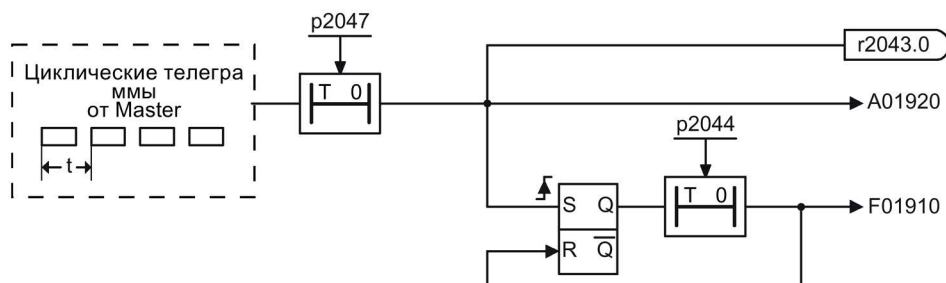 p2047
r2043.0
Циклические телегра
ммы
от Master
T 0
A01920
p2044
t
T 0
S Q
F01910
R Q̅